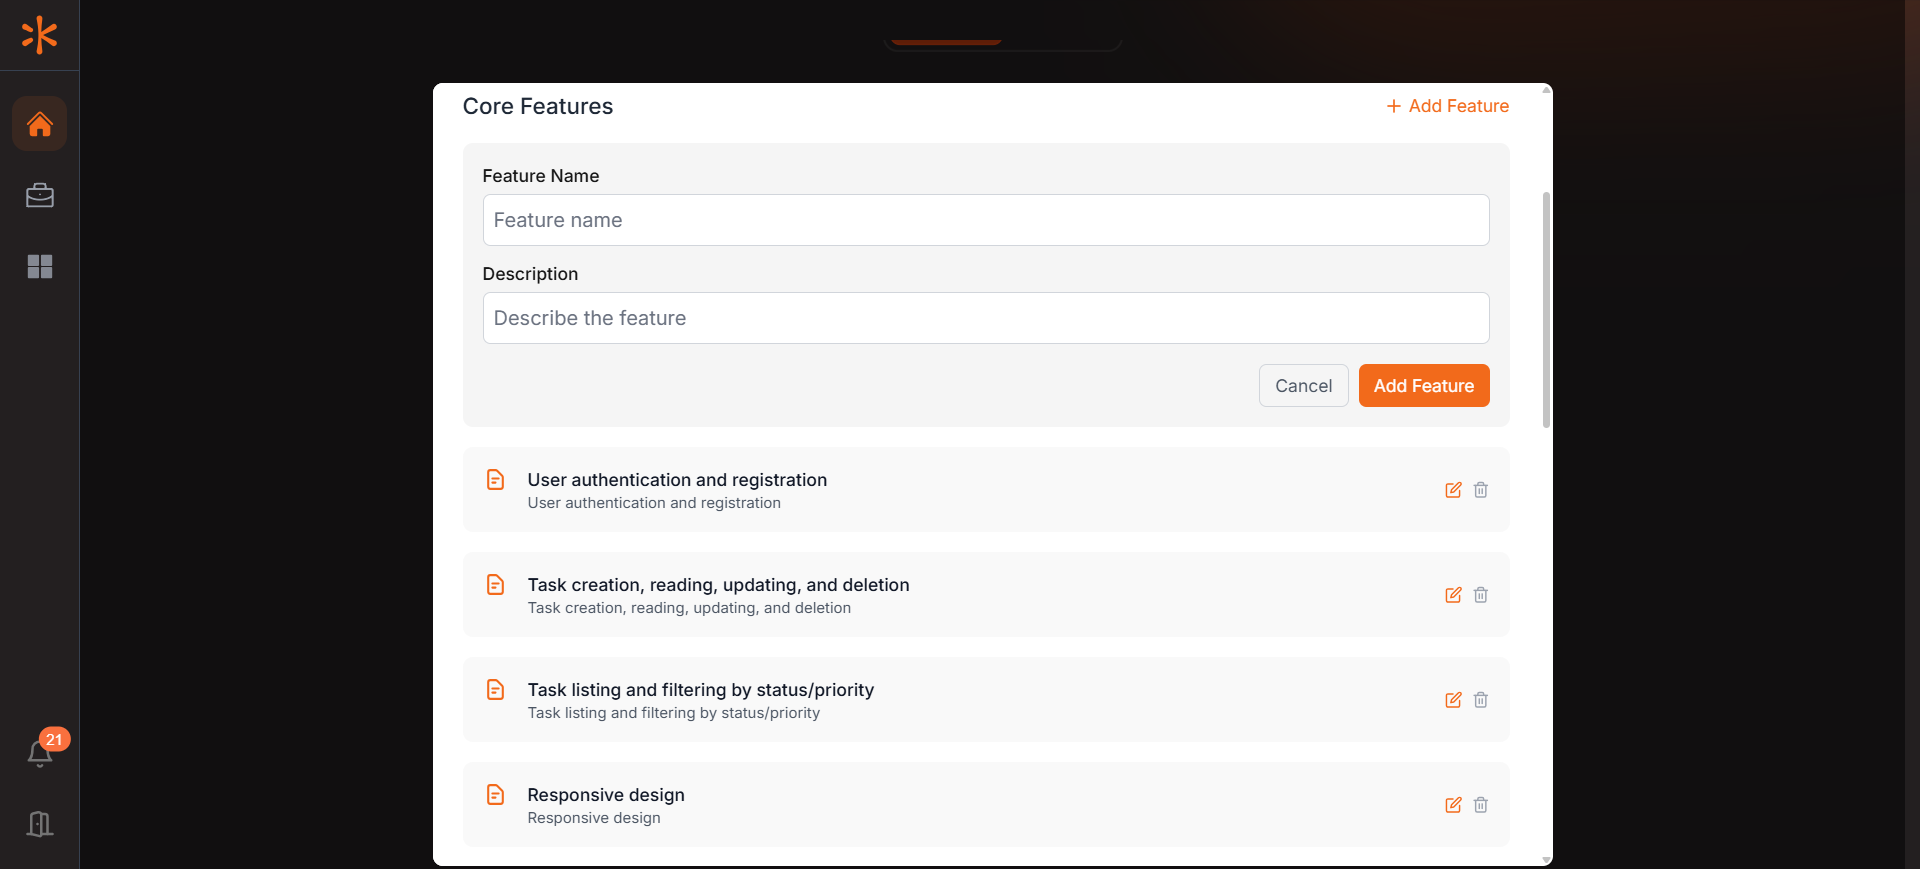 Core Features
+ Add Feature
Feature Name
Feature name
Description
Describe the feature
Cancel
Add Feature
User authentication and registration
User authentication and registration
Task creation, reading, updating, and deletion
Task creation, reading, updating, and deletion
Task listing and filtering by status/priority
Task listing and filtering by status/priority
Responsive design
Responsive design
21